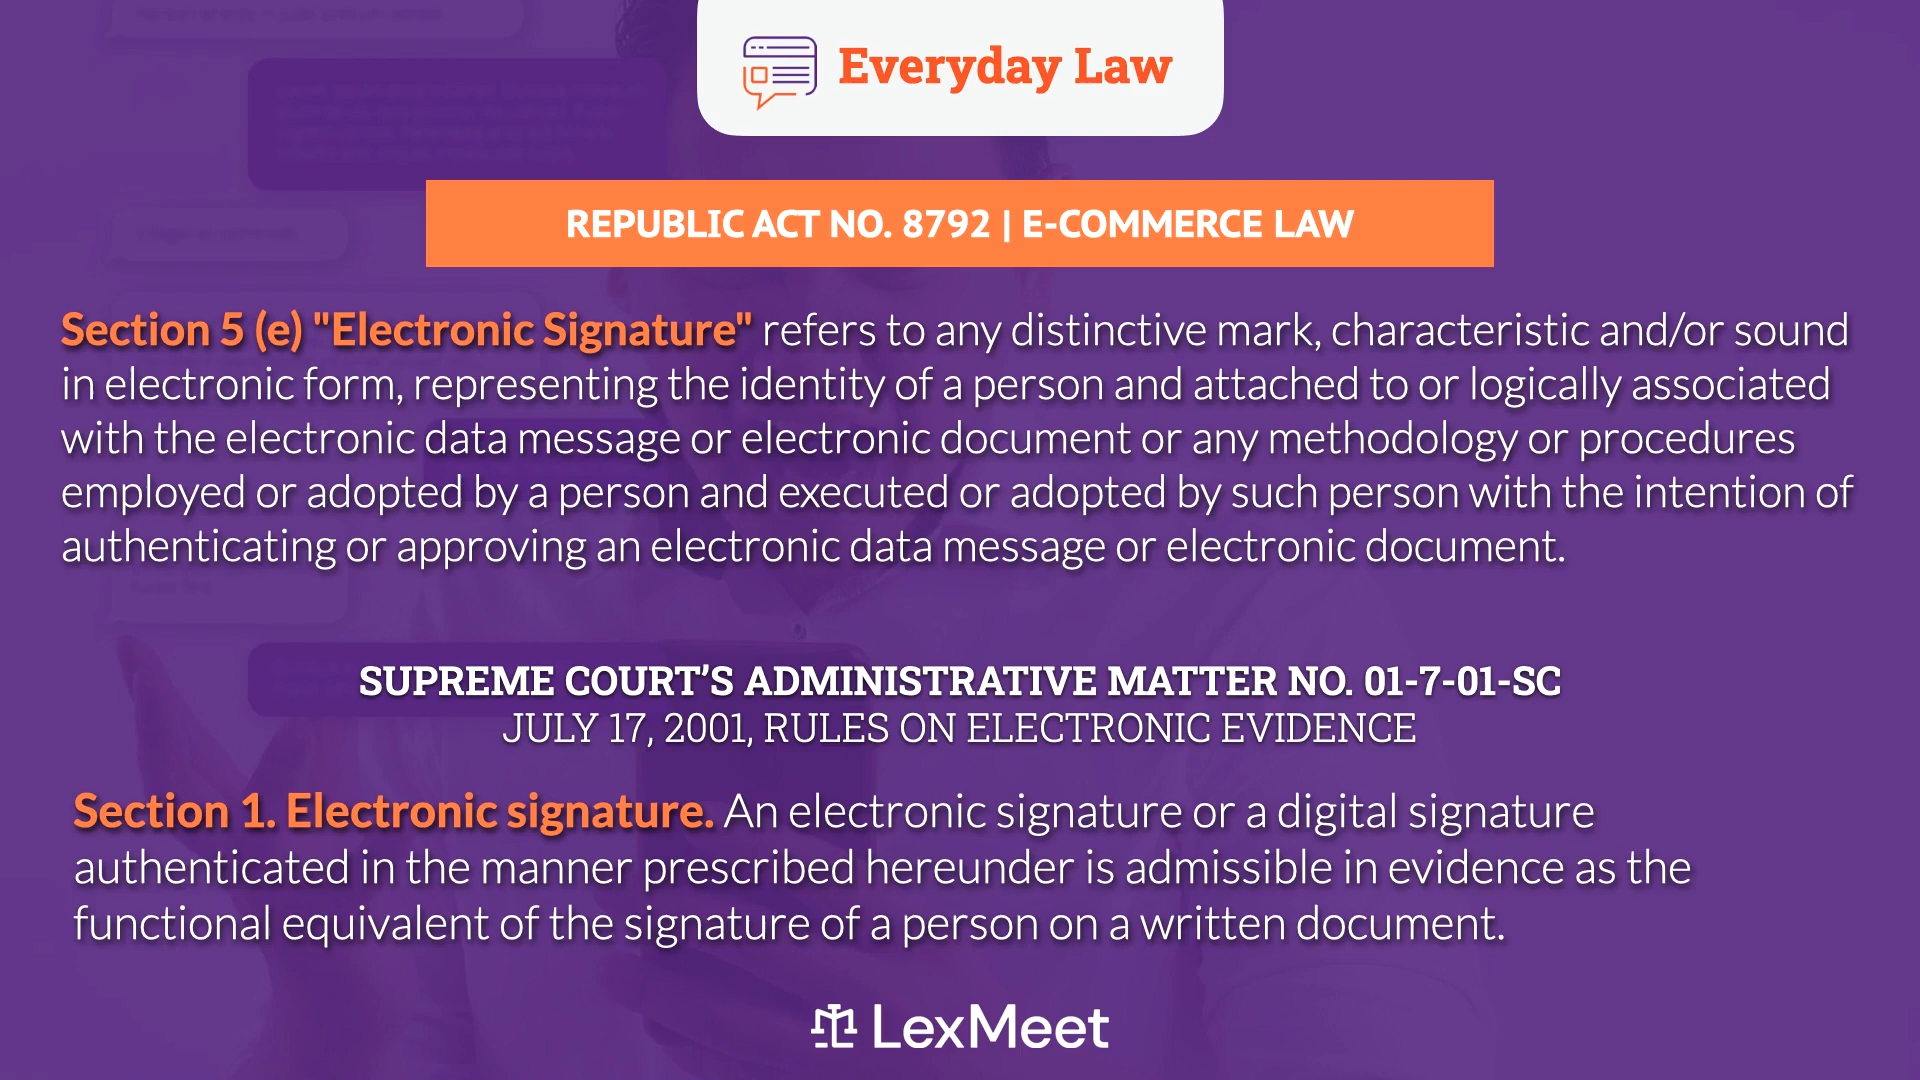 Everyday Law
REPUBLIC ACT NO. 8792 | E-COMMERCE LAW
Section 5 (e) "Electronic Signature" refers to any distinctive mark, characteristic and/or sound
in electronic form, representing the identity of a person and attached to or logically associated
with the electronic data message or electronic document or any methodology or procedures
employed or adopted by a person and executed or adopted by such person with the intention of
authenticating or approving an electronic data message or electronic document.
SUPREME COURT’S ADMINISTRATIVE MATTER NO. 01-7-01-SC
JULY 17, 2001, RULES ON ELECTRONIC EVIDENCE
Section 1. Electronic signature. An electronic signature or a digital signature
authenticated in the manner prescribed hereunder is admissible in evidence as the
functional equivalent of the signature of a person on a written document.
LexMeet